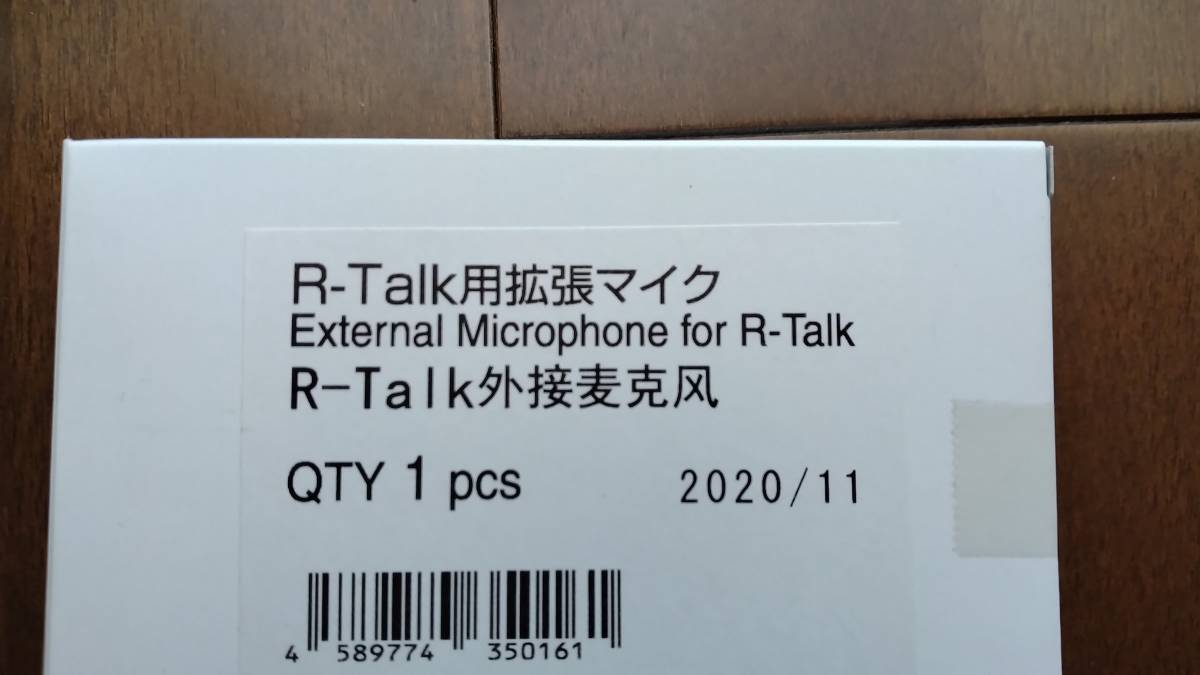 R-Talk用拡張マイク
External Microphone for R-Talk
R-Talk外接麦克风
QTY 1 pcs 2020/11
4 589774 350161